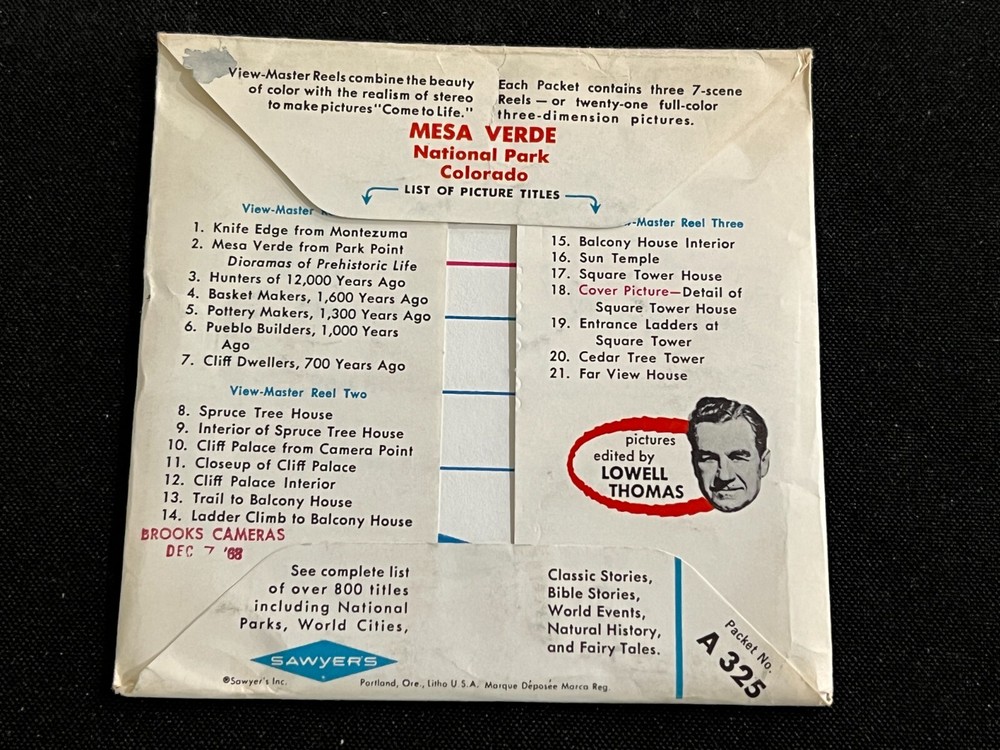 View-Master Reels combine the beauty
of color with the realism of stereo
to make pictures "Come to Life."
Each Packet contains three 7-scene
Reels — or twenty-one full-color
three-dimension pictures.
MESA VERDE
National Park
Colorado
LIST OF PICTURE TITLES
View-Master
1. Knife Edge from Montezuma
2. Mesa Verde from Park Point
Dioramas of Prehistoric Life
3. Hunters of 12,000 Years Ago
4. Basket Makers, 1,600 Years Ago
5. Pottery Makers, 1,300 Years Ago
6. Pueblo Builders, 1,000 Years
Ago
7. Cliff Dwellers, 700 Years Ago
View-Master Reel Two
8. Spruce Tree House
9. Interior of Spruce Tree House
10. Cliff Palace from Camera Point
11. Closeup of Cliff Palace
12. Cliff Palace Interior
13. Trail to Balcony House
14. Ladder Climb to Balcony House
BROOKS CAMERAS
DEC 7 '68
-Master Reel Three
15. Balcony House Interior
16. Sun Temple
17. Square Tower House
18. Cover Picture—Detail of
Square Tower House
19. Entrance Ladders at
Square Tower
20. Cedar Tree Tower
21. Far View House
pictures
edited by
LOWELL
THOMAS
See complete list
of over 800 titles
including National
Parks, World Cities,
Classic Stories,
Bible Stories,
World Events,
Natural History,
and Fairy Tales.
SAWYER'S
®Sawyer's Inc.
Portland, Ore., Litho U.S.A. Marque Déposée Marca Reg.
Packet No.
A 325